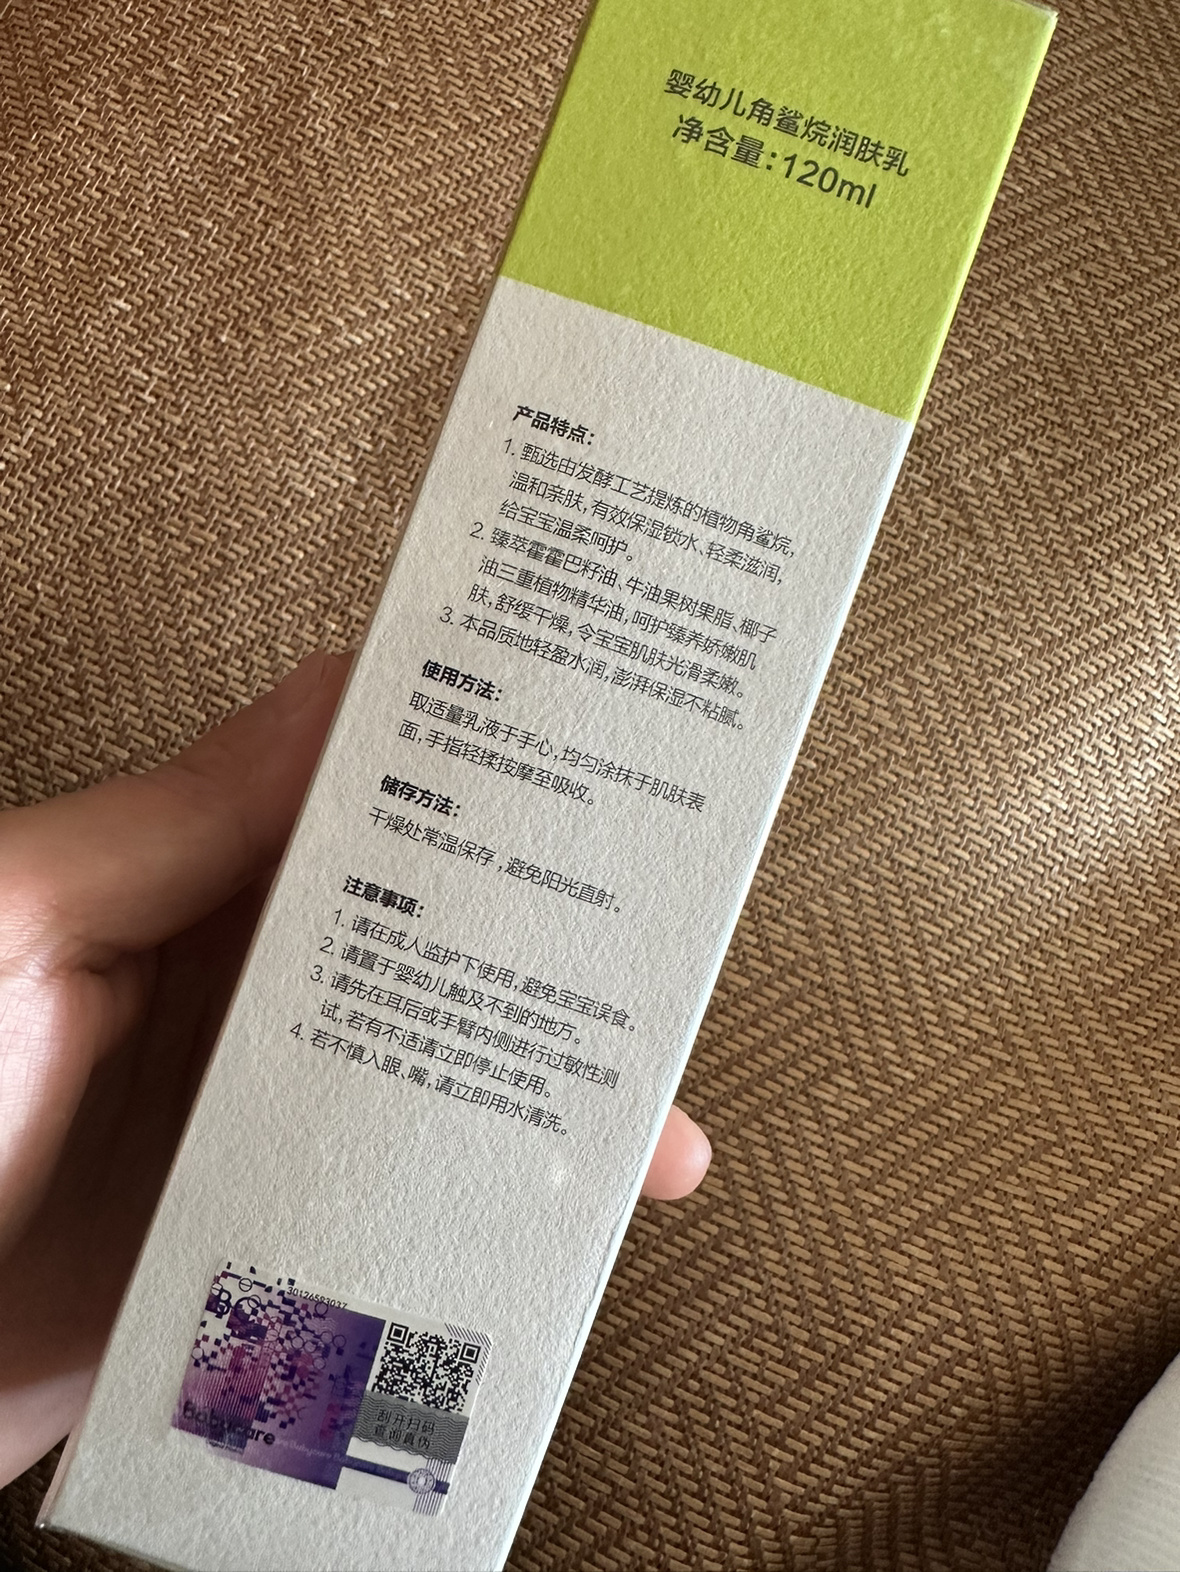 婴幼儿角鲨烷润肤乳
净含量:120ml
产品特点:
1. 甄选由发酵工艺提炼的植物角鲨烷,
温和亲肤,有效保湿锁水、轻柔滋润,
给宝宝温柔呵护。
2. 臻萃霍霍巴籽油、牛油果树果脂、椰子
油三重植物精华油,呵护臻养娇嫩肌
肤,舒缓干燥,令宝宝肌肤光滑柔嫩。
3. 本品质地轻盈水润,澎湃保湿不粘腻。
使用方法:
取适量乳液于手心,均匀涂抹于肌肤表
面,手指轻揉按摩至吸收。
储存方法:
干燥处常温保存,避免阳光直射。
注意事项:
1. 请在成人监护下使用,避免宝宝误食。
2. 请置于婴幼儿触及不到的地方。
3. 请先在耳后或手臂内侧进行过敏性测
试,若有不适请立即停止使用。
4. 若不慎入眼、嘴,请立即用水清洗。
30126583037
BC
刮开扫码
查询真伪
Babycare